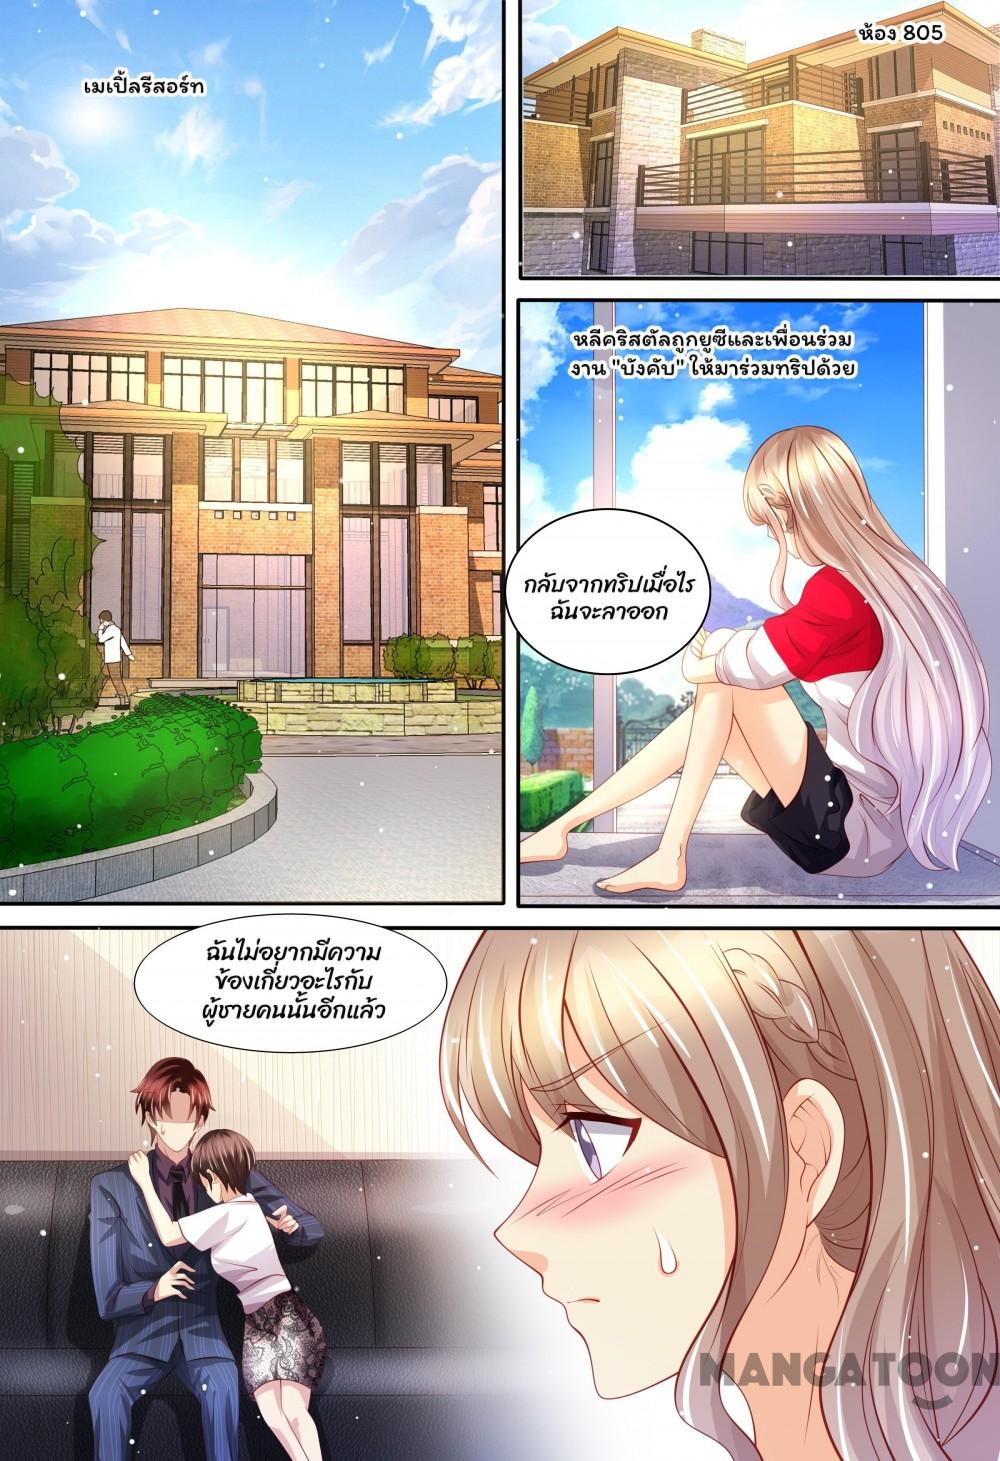 เมเปิ้ลรีสอร์ท
ห้อง 805
หลีคริสตัลถูกยูซีและเพื่อนร่วม
งาน "บังคับ" ให้มาร่วมทริปด้วย
กลับจากทริปเมื่อไร
ฉันจะลาออก
ฉันไม่อยากมีความ
ข้องเกี่ยวอะไรกับ
ผู้ชายคนนั้นอีกแล้ว
MANGATOON